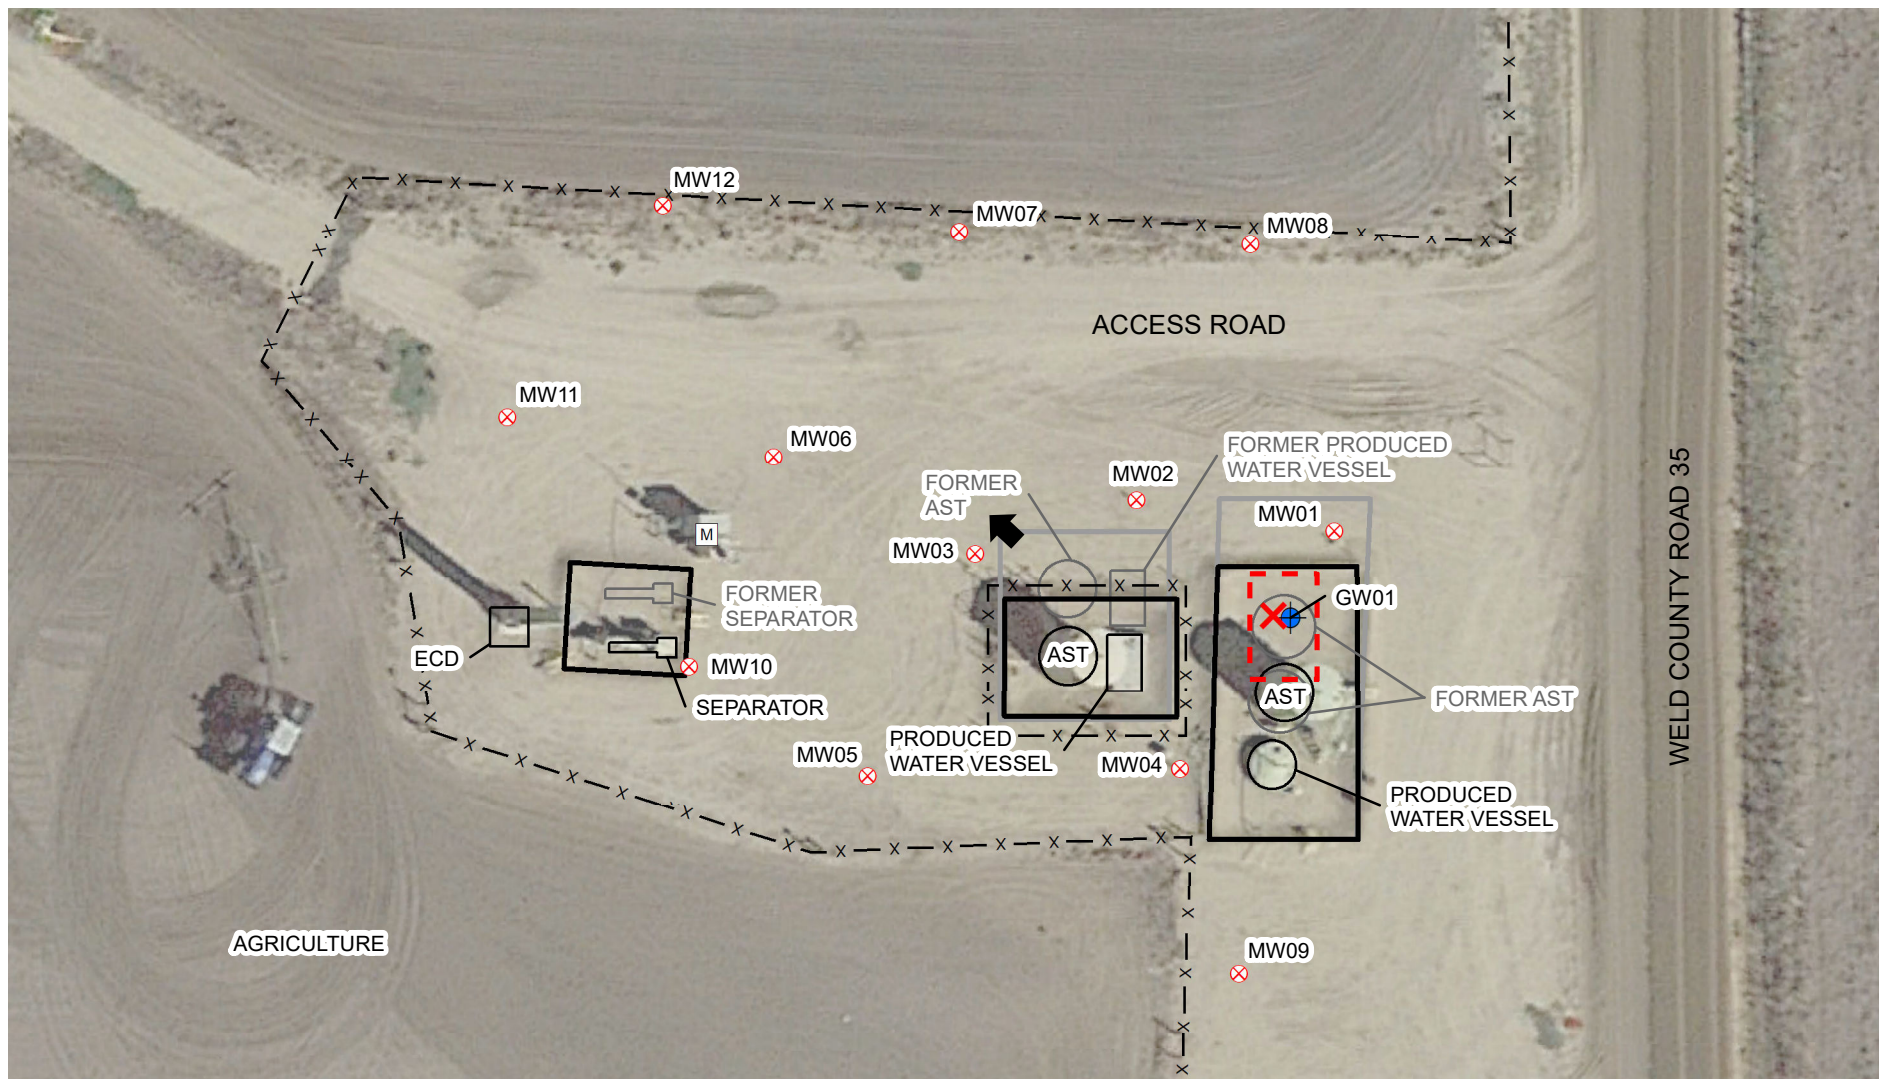 MW12
MW07
MW08
ACCESS ROAD
MW11
MW06
FORMER PRODUCED
WATER VESSEL
MW02
FORMER
AST
MW01
WELD COUNTY ROAD 35
M
MW03
FORMER
SEPARATOR
GW01
ECD
MW10
AST
SEPARATOR
AST
FORMER AST
PRODUCED
WATER VESSEL
MW05
MW04
PRODUCED
WATER VESSEL
AGRICULTURE
MW09